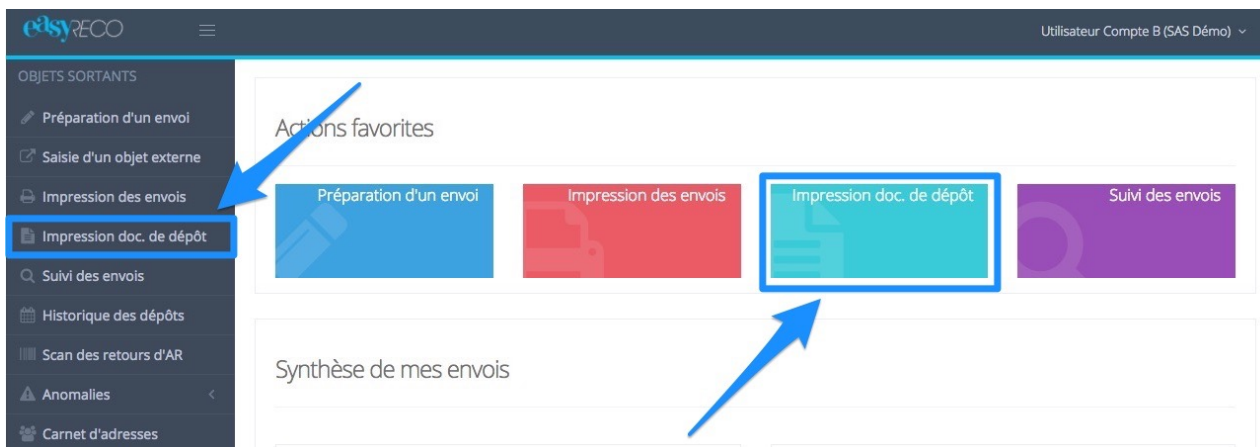 easyRECO
Utilisateur Compte B (SAS Démo)
OBJETS SORTANTS
Préparation d'un envoi
Saisie d'un objet externe
Impression des envois
Impression doc. de dépôt
Suivi des envois
Historique des dépôts
Scan des retours d'AR
Anomalies
Carnet d'adresses
Actions favorites
Préparation d'un envoi
Impression des envois
Impression doc. de dépôt
Suivi des envois
Synthèse de mes envois